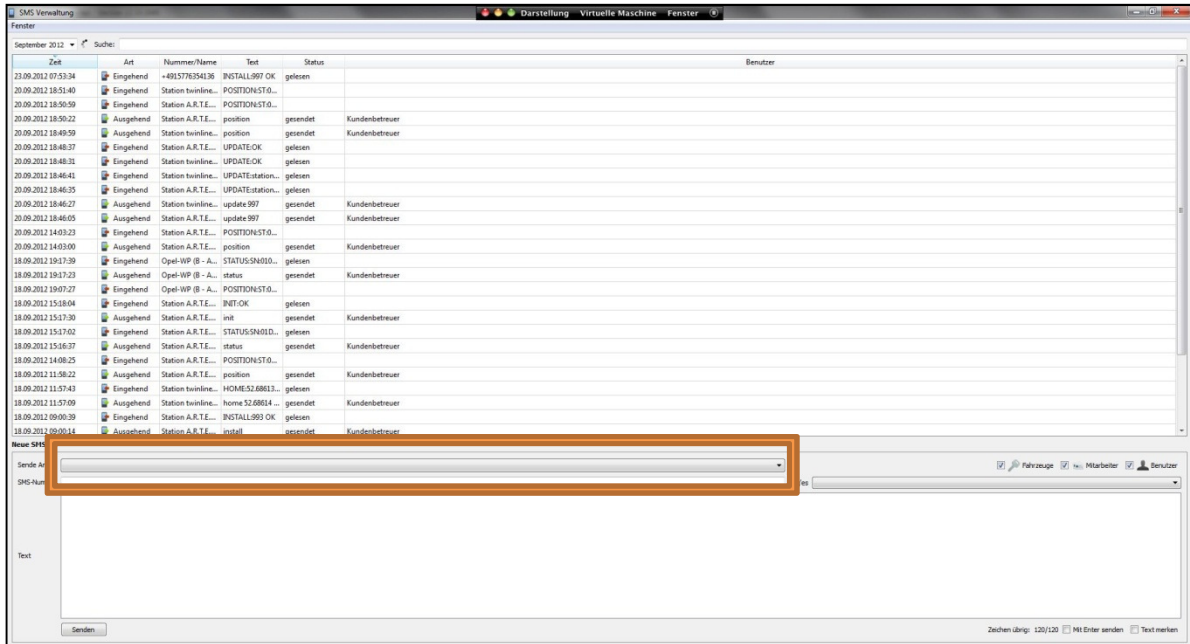 SMS Verwaltung
Darstellung Virtuelle Maschine Fenster
Fenster
September 2012 Suche:
Zeit Art Nummer/Name Text Status Benutzer
23.09.2012 07:53:34 Eingehend +4915776354136 INSTALL:997 OK gelesen
20.09.2012 18:51:40 Eingehend Station twinline... POSITION:ST:0...
20.09.2012 18:50:59 Eingehend Station A.R.T.E.... POSITION:ST:0...
20.09.2012 18:50:22 Ausgehend Station A.R.T.E.... position gesendet Kundenbetreuer
20.09.2012 18:49:59 Ausgehend Station twinline... position gesendet Kundenbetreuer
20.09.2012 18:48:37 Eingehend Station A.R.T.E.... UPDATE:OK gelesen
20.09.2012 18:48:31 Eingehend Station twinline... UPDATE:OK gelesen
20.09.2012 18:46:41 Eingehend Station twinline... UPDATE:station... gelesen
20.09.2012 18:46:35 Eingehend Station A.R.T.E.... UPDATE:station... gelesen
20.09.2012 18:46:27 Ausgehend Station twinline... update 997 gesendet Kundenbetreuer
20.09.2012 18:46:05 Ausgehend Station A.R.T.E.... update 997 gesendet Kundenbetreuer
20.09.2012 14:03:23 Eingehend Station A.R.T.E.... POSITION:ST:0...
20.09.2012 14:03:00 Ausgehend Station A.R.T.E.... position gesendet Kundenbetreuer
18.09.2012 19:17:39 Eingehend Opel-WP (B - A... STATUS:SN:010... gelesen
18.09.2012 19:17:23 Ausgehend Opel-WP (B - A... status gesendet Kundenbetreuer
18.09.2012 19:07:27 Eingehend Opel-WP (B - A... POSITION:ST:0...
18.09.2012 15:18:04 Eingehend Station A.R.T.E.... INIT:OK gelesen
18.09.2012 15:17:30 Ausgehend Station A.R.T.E.... init gesendet Kundenbetreuer
18.09.2012 15:17:02 Eingehend Station A.R.T.E.... STATUS:SN:01D... gelesen
18.09.2012 15:16:37 Ausgehend Station A.R.T.E.... status gesendet Kundenbetreuer
18.09.2012 14:08:25 Eingehend Station A.R.T.E.... POSITION:ST:0...
18.09.2012 11:58:22 Ausgehend Station A.R.T.E.... position gesendet Kundenbetreuer
18.09.2012 11:57:43 Eingehend Station twinline... HOME:52.68613... gelesen
18.09.2012 11:57:09 Ausgehend Station twinline... home 52.68614 ... gesendet Kundenbetreuer
18.09.2012 09:00:39 Eingehend Station A.R.T.E.... INSTALL:993 OK gelesen
18.09.2012 09:00:14 Ausgehend Station A.R.T.E.... install gesendet Kundenbetreuer
Neue SMS
Sende An Fahrzeuge Mitarbeiter Benutzer
SMS-Num
Text
Senden Zeichen übrig: 120/120 Mit Enter senden Text merken